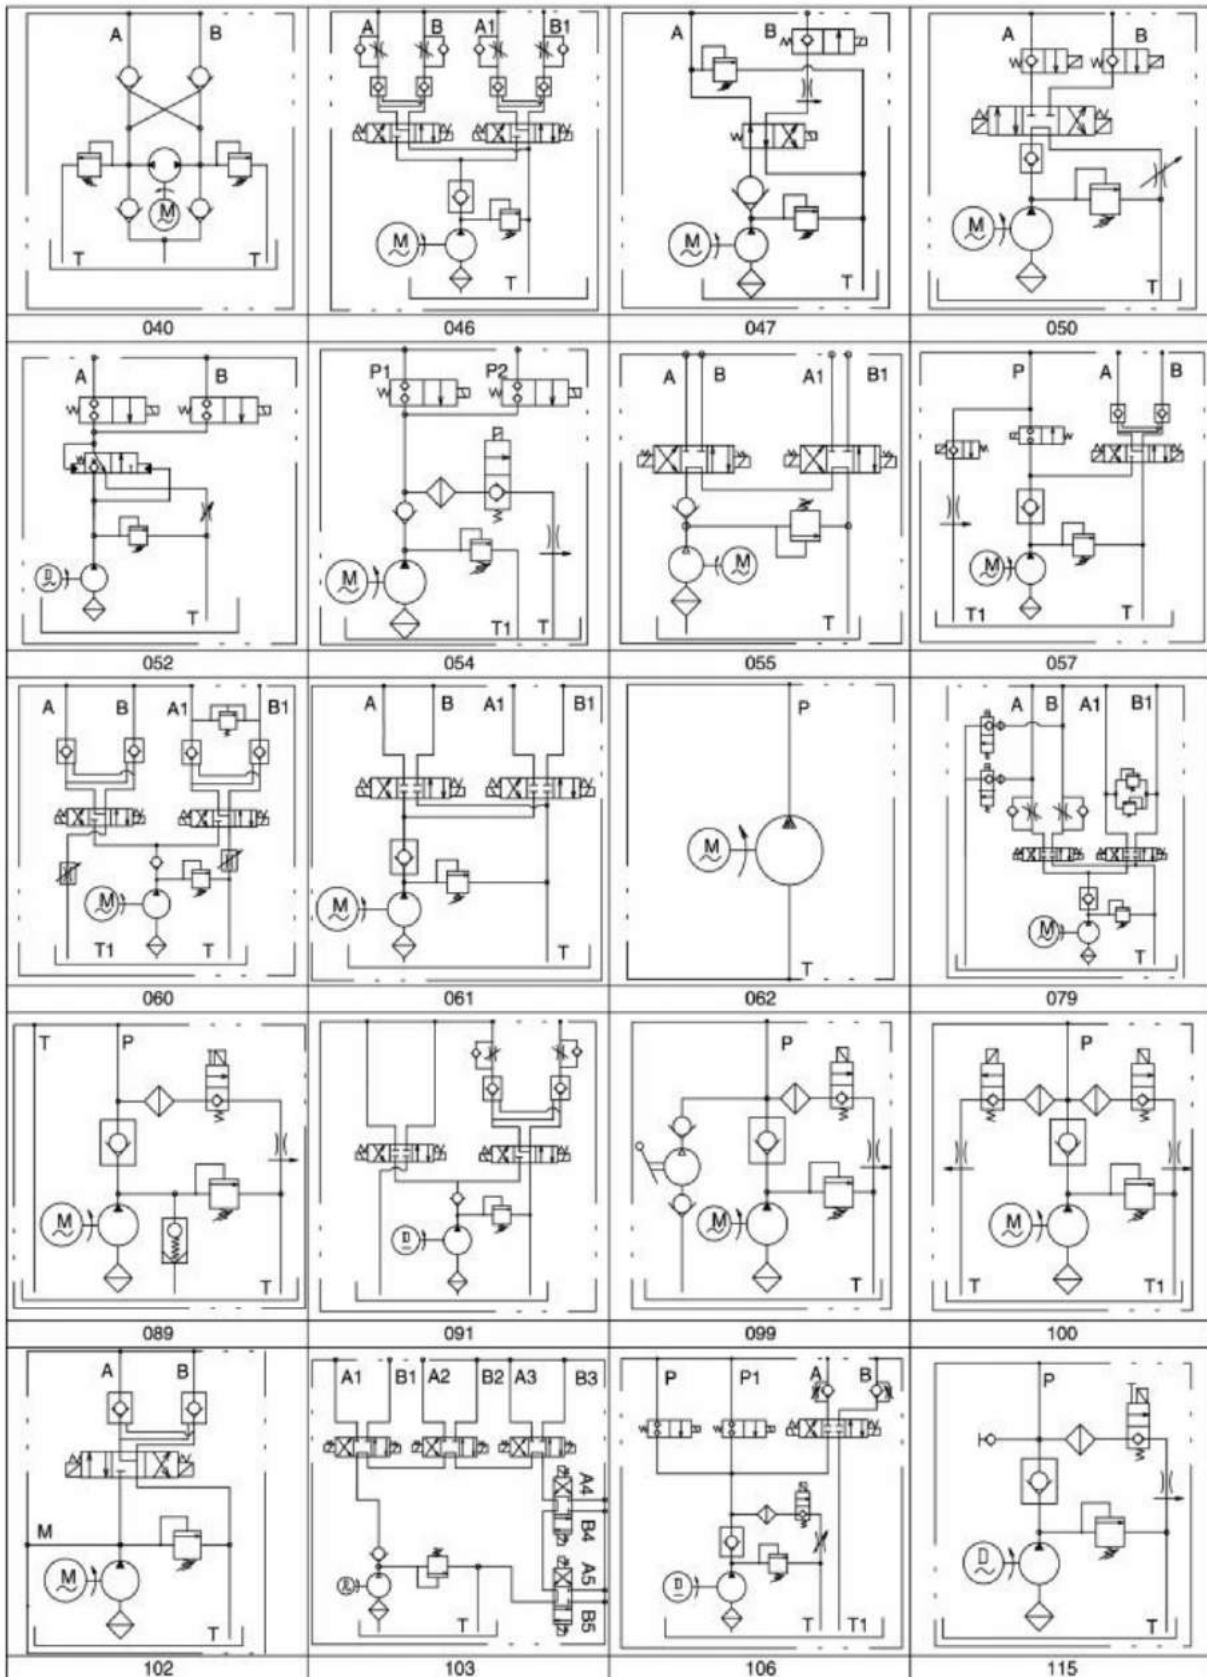 A B
M
T T
040
A B A1 B1
M
T
046
A B
M
T
047
A B
M
T
050
A B
D
T
052
P1 P2
M
T1 T
054
A B A1 B1
M
T
055
P A B
M
T1 T
057
A B A1 B1
M
T1 T
060
A B A1 B1
M
T
061
P
M
T
062
A B A1 B1
M
T
079
T P
M
T
089
D
091
P
M
T
099
P
M
T T1
100
A B
M
M
T
102
A1 B1 A2 B2 A3 B3
A4
B4
A5
B5
T
103
P P1 A B
D
T T1
106
P
D
T
115